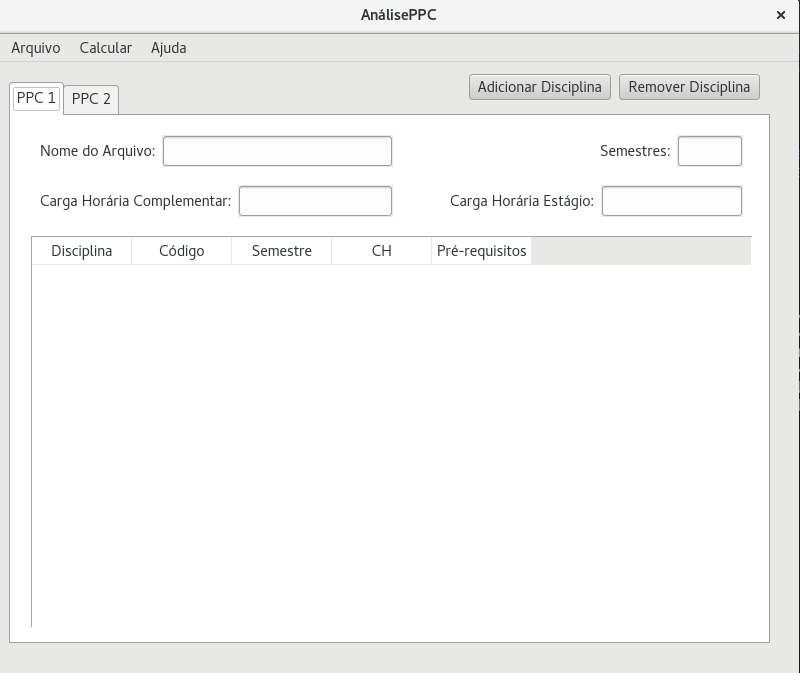 AnálisePPC
Arquivo Calcular Ajuda
PPC 1 PPC 2 Adicionar Disciplina Remover Disciplina
Nome do Arquivo: Semestres:
Carga Horária Complementar: Carga Horária Estágio:
Disciplina Código Semestre CH Pré-requisitos